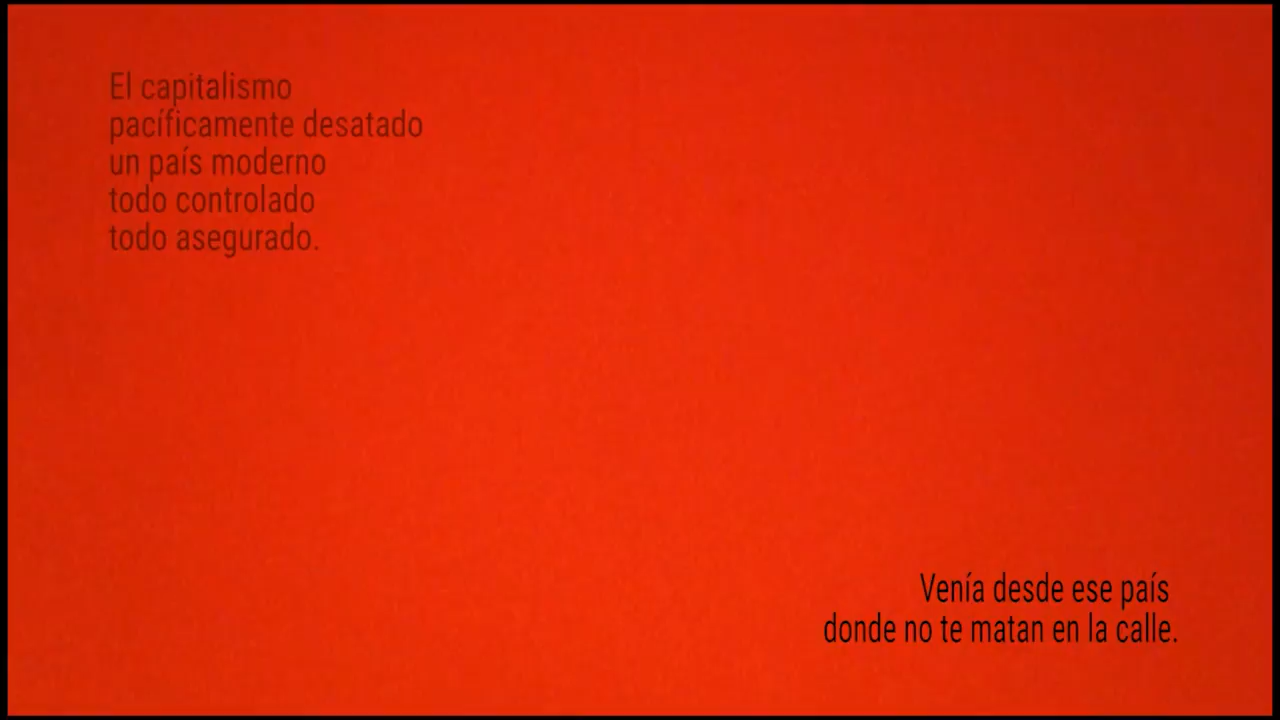 El capitalismo
pacíficamente desatado
un país moderno
todo controlado
todo asegurado.
Venía desde ese país
donde no te matan en la calle.